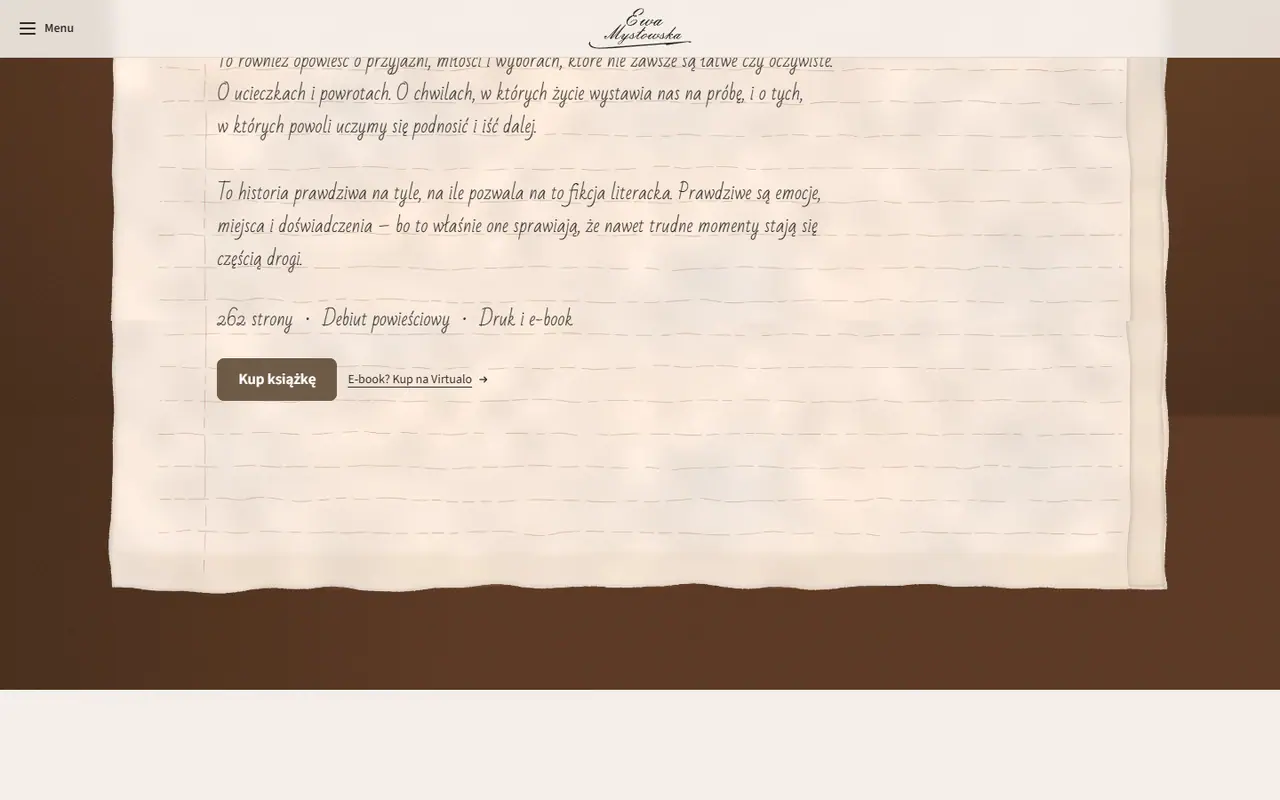 Menu
Ewa
Mysłowska
To również opowieść o przyjaźni, miłości i wyborach, które nie zawsze są łatwe czy oczywiste.
O ucieczkach i powrotach. O chwilach, w których życie wystawia nas na próbę, i o tych,
w których powoli uczymy się podnosić i iść dalej.
To historia prawdziwa na tyle, na ile pozwala na to fikcja literacka. Prawdziwe są emocje,
miejsca i doświadczenia – bo to właśnie one sprawiają, że nawet trudne momenty stają się
częścią drogi.
262 strony · Debiut powieściowy · Druk i e-book
Kup książkę
E-book? Kup na Virtualo →